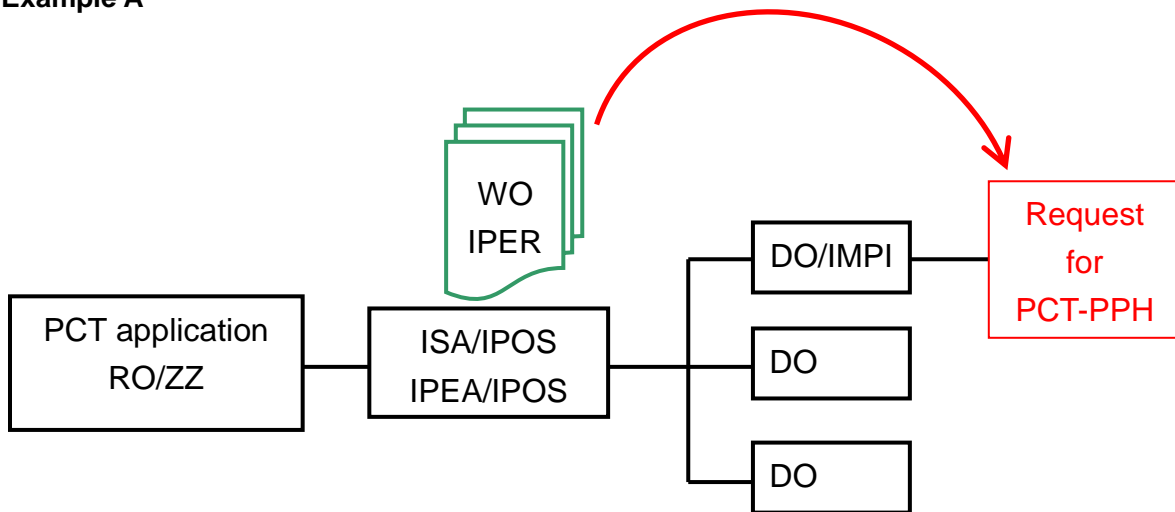 Example A
WO
IPER
Request
for
PCT-PPH
DO/IMPI
PCT application
RO/ZZ
ISA/IPOS
IPEA/IPOS
DO
DO